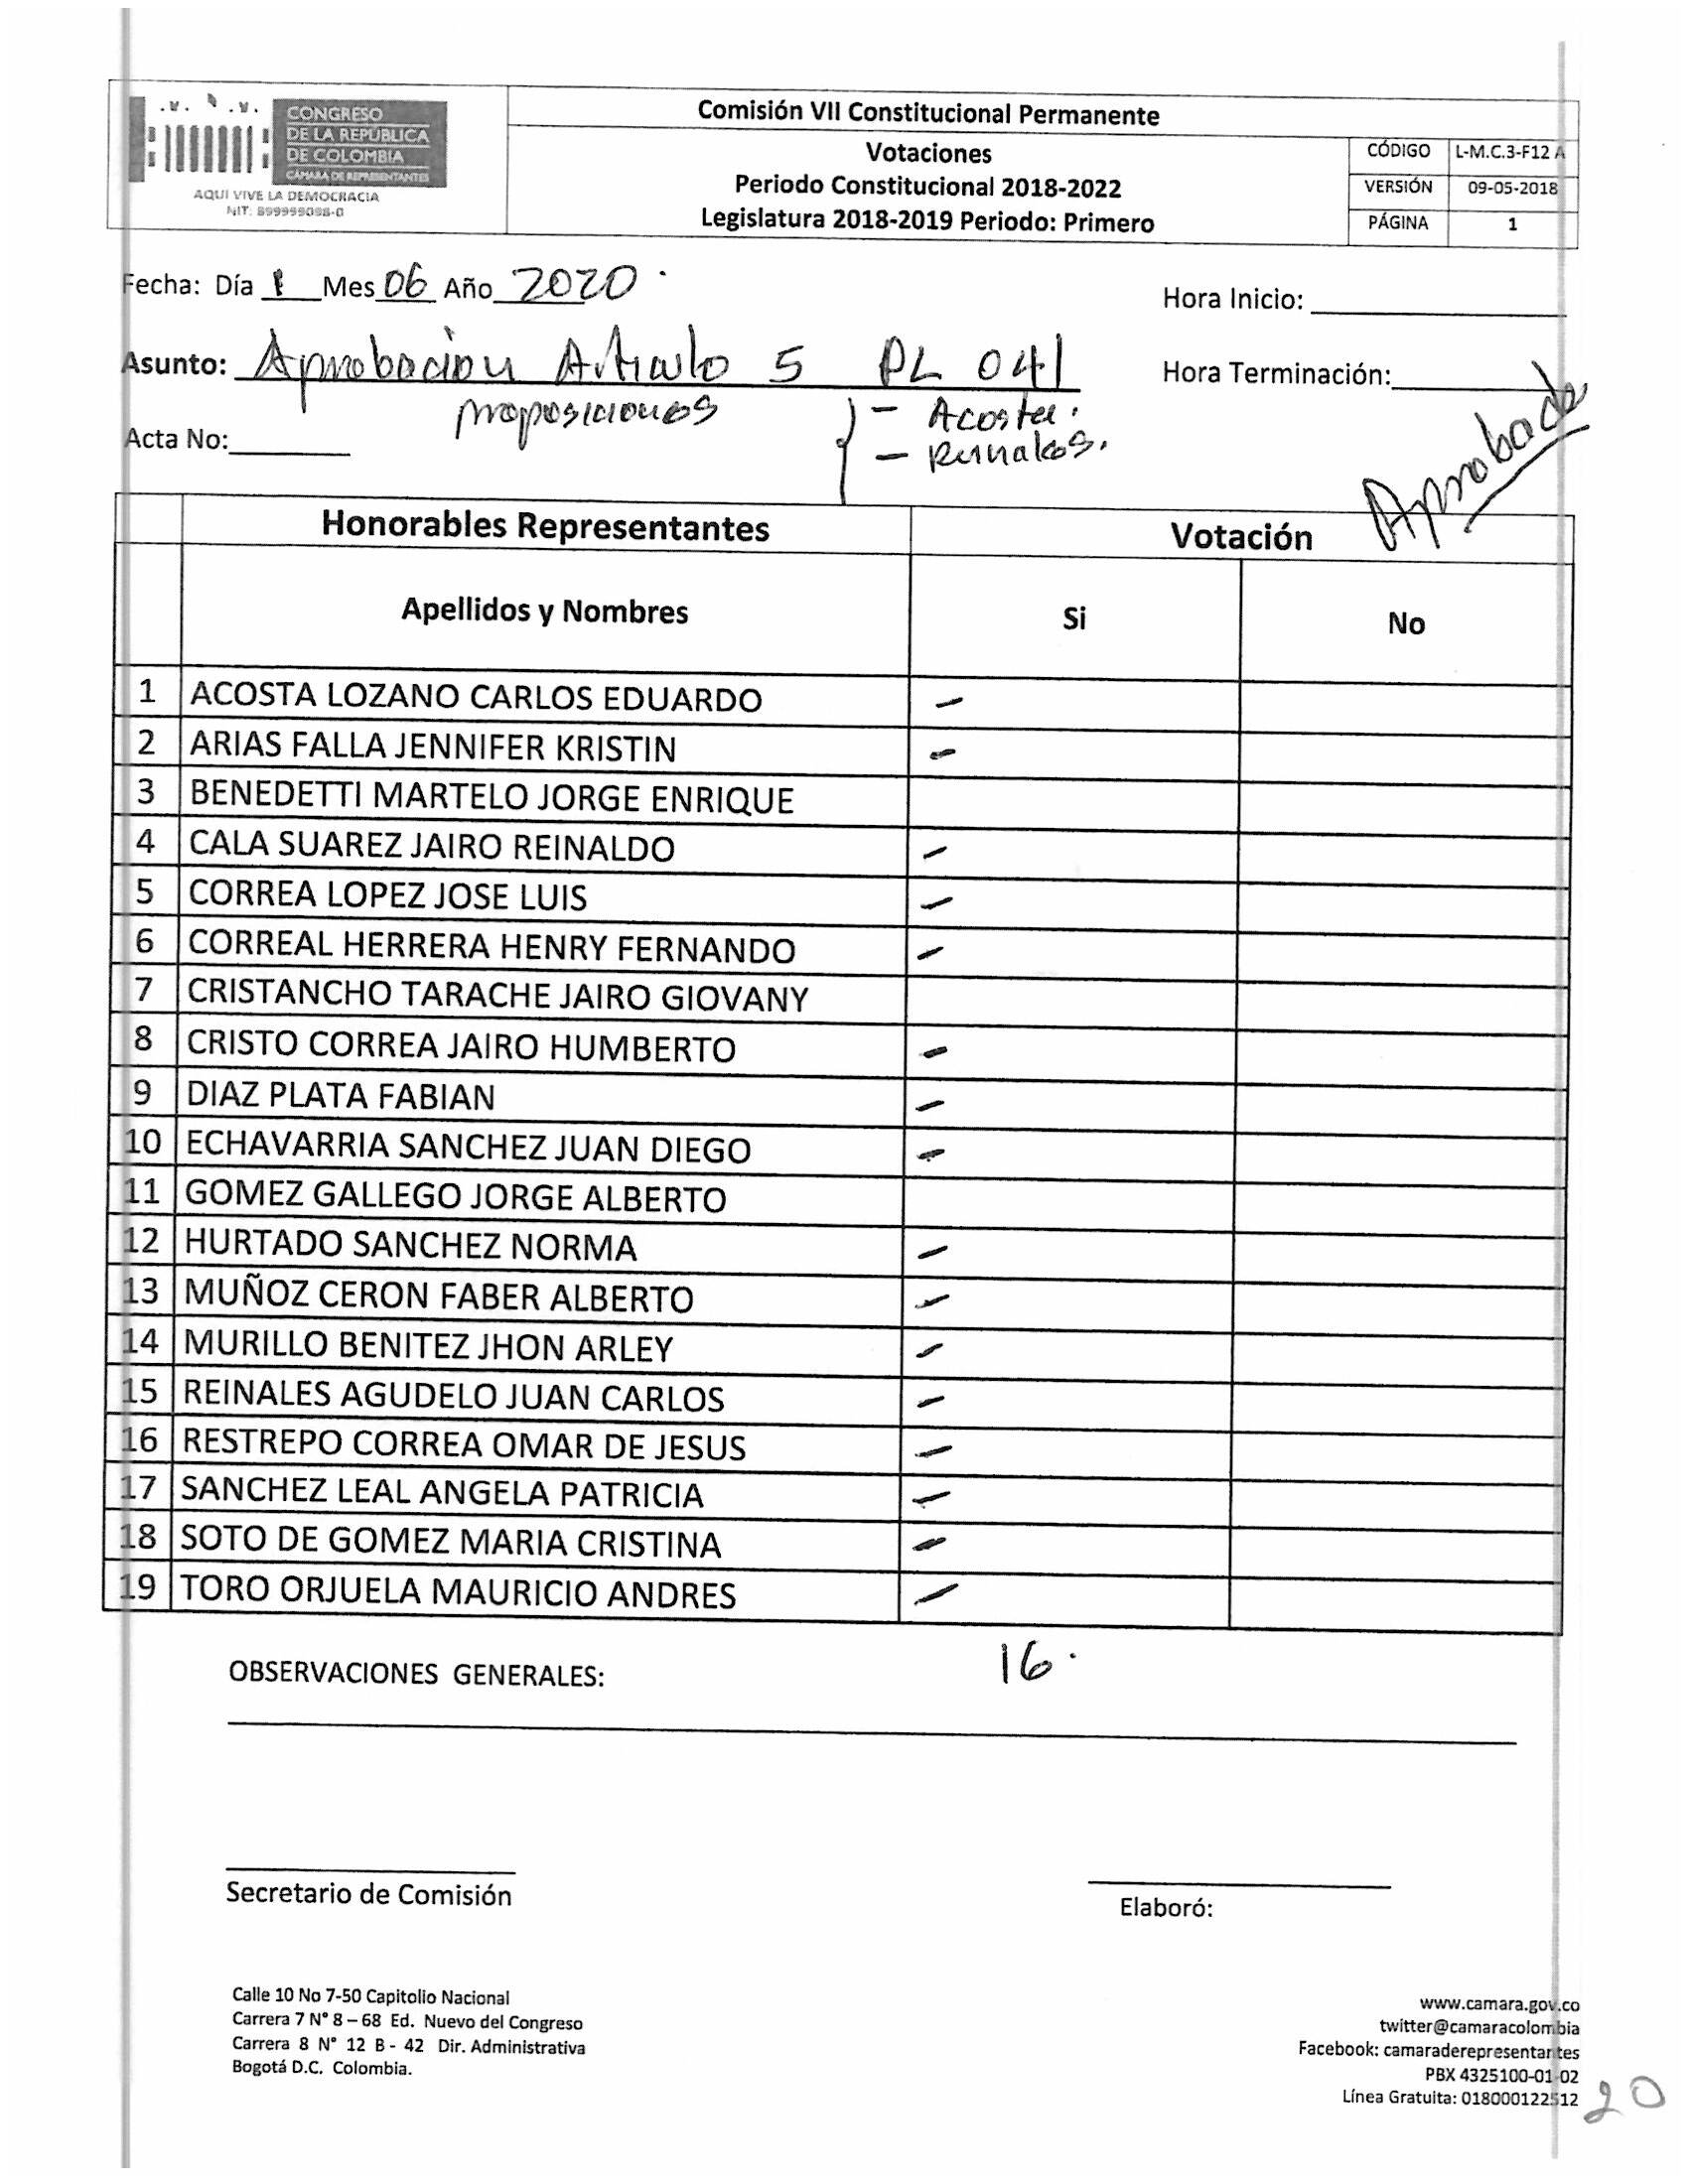 CONGRESO
DE LA REPÚBLICA
DE COLOMBIA
CÁMARA DE REPRESENTANTES
AQUI VIVE LA DEMOCRACIA
NIT: 899999098-0
Comisión VII Constitucional Permanente
Votaciones
Periodo Constitucional 2018-2022
Legislatura 2018-2019 Periodo: Primero
CÓDIGO L-M.C.3-F12 A
VERSIÓN 09-05-2018
PÁGINA 1
Fecha: Día 1 Mes 06 Año 2020
Hora Inicio:
Asunto: Aprobación Articulo 5 PL 041
Hora Terminación:
proposiciones - Acosta.
Acta No: - Reinales.
Aprobado
Honorables Representantes Votación
Apellidos y Nombres Si No
1 ACOSTA LOZANO CARLOS EDUARDO –
2 ARIAS FALLA JENNIFER KRISTIN –
3 BENEDETTI MARTELO JORGE ENRIQUE
4 CALA SUAREZ JAIRO REINALDO –
5 CORREA LOPEZ JOSE LUIS –
6 CORREAL HERRERA HENRY FERNANDO –
7 CRISTANCHO TARACHE JAIRO GIOVANY
8 CRISTO CORREA JAIRO HUMBERTO –
9 DIAZ PLATA FABIAN –
10 ECHAVARRIA SANCHEZ JUAN DIEGO –
11 GOMEZ GALLEGO JORGE ALBERTO
12 HURTADO SANCHEZ NORMA –
13 MUÑOZ CERON FABER ALBERTO –
14 MURILLO BENITEZ JHON ARLEY –
15 REINALES AGUDELO JUAN CARLOS –
16 RESTREPO CORREA OMAR DE JESUS –
17 SANCHEZ LEAL ANGELA PATRICIA –
18 SOTO DE GOMEZ MARIA CRISTINA –
19 TORO ORJUELA MAURICIO ANDRES –
OBSERVACIONES GENERALES: 16.
Secretario de Comisión
Elaboró:
Calle 10 No 7-50 Capitolio Nacional
Carrera 7 N° 8 – 68 Ed. Nuevo del Congreso
Carrera 8 N° 12 B - 42 Dir. Administrativa
Bogotá D.C. Colombia.
www.camara.gov.co
twitter@camaracolombia
Facebook: camaraderepresentantes
PBX 4325100-01-02
Línea Gratuita: 018000122512
20